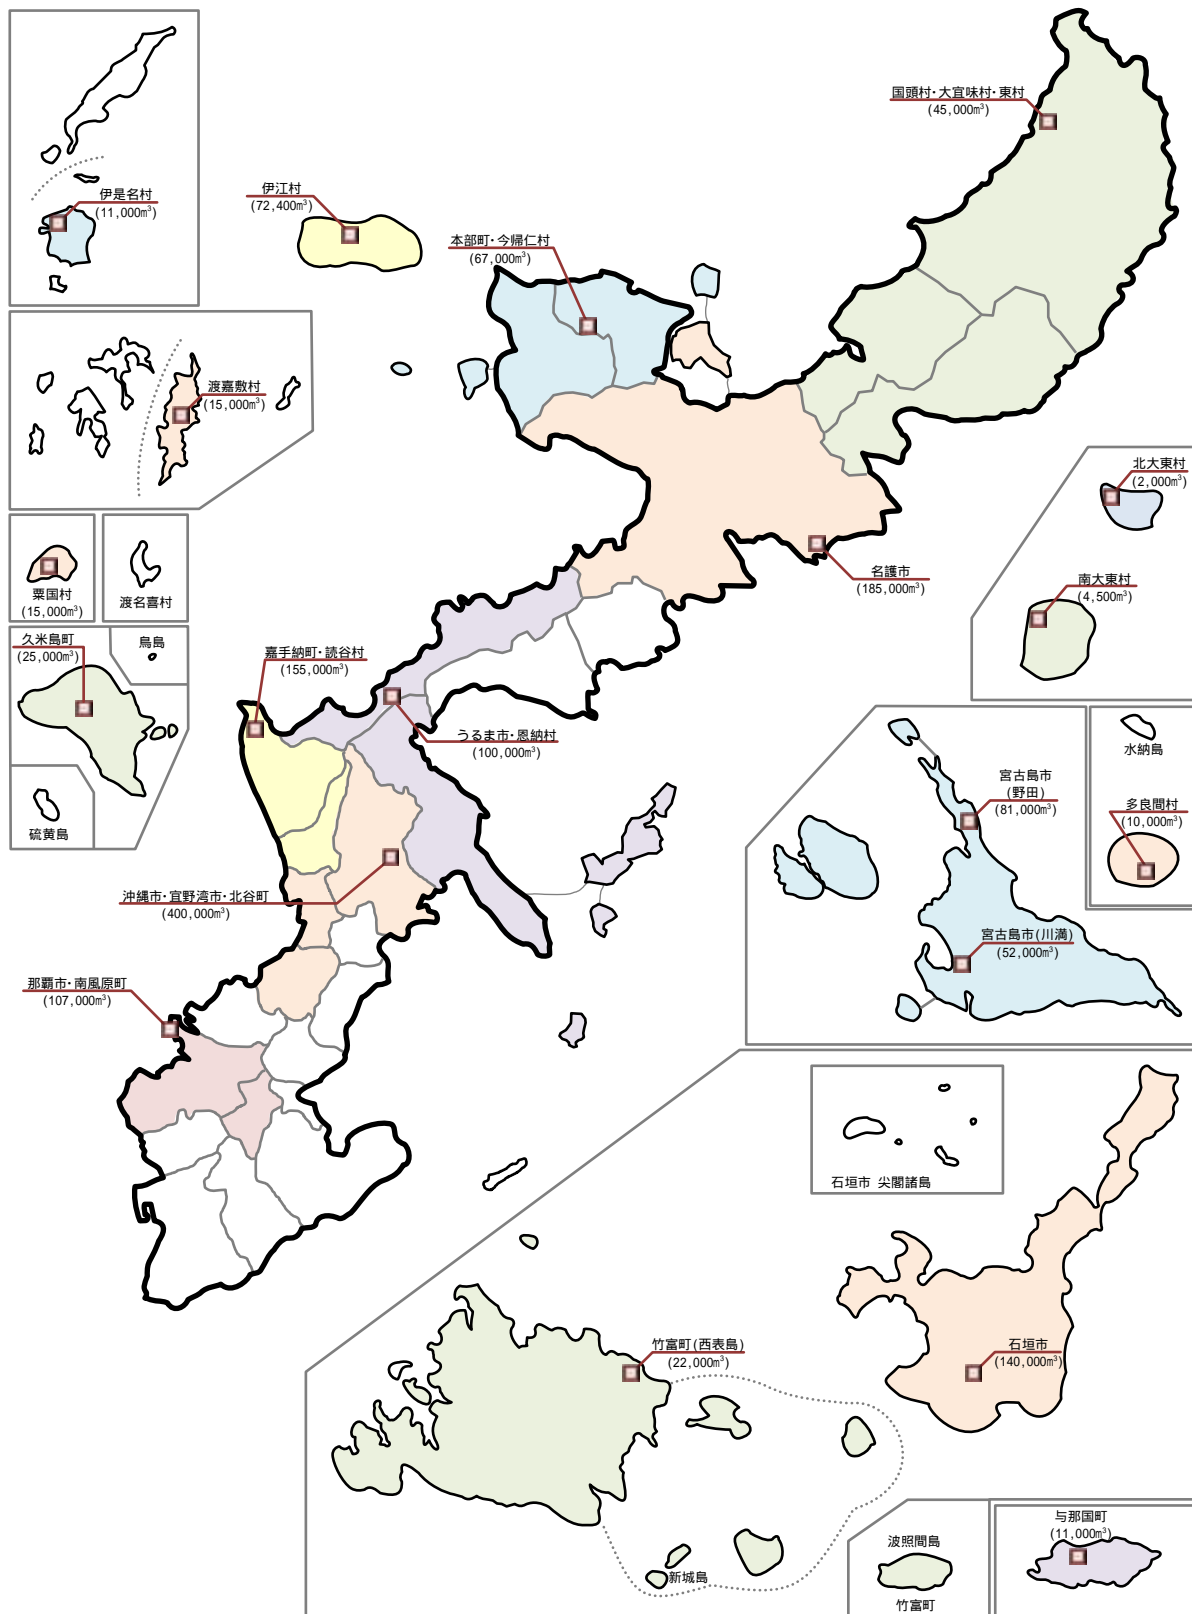 国頭村・大宜味村・東村
(45,000m³)
伊是名村
(11,000m³)
伊江村
(72,400m³)
本部町・今帰仁村
(67,000m³)
渡嘉敷村
(15,000m³)
北大東村
(2,000m³)
名護市
(185,000m³)
南大東村
(4,500m³)
粟国村
(15,000m³)
渡名喜村
久米島町
(25,000m³)
鳥島
硫黄島
嘉手納町・読谷村
(155,000m³)
うるま市・恩納村
(100,000m³)
水納島
宮古島市
(野田)
(81,000m³)
多良間村
(10,000m³)
沖縄市・宜野湾市・北谷町
(400,000m³)
宮古島市(川満)
(52,000m³)
那覇市・南風原町
(107,000m³)
石垣市 尖閣諸島
竹富町(西表島)
(22,000m³)
石垣市
(140,000m³)
与那国町
(11,000m³)
波照間島
新城島
竹富町